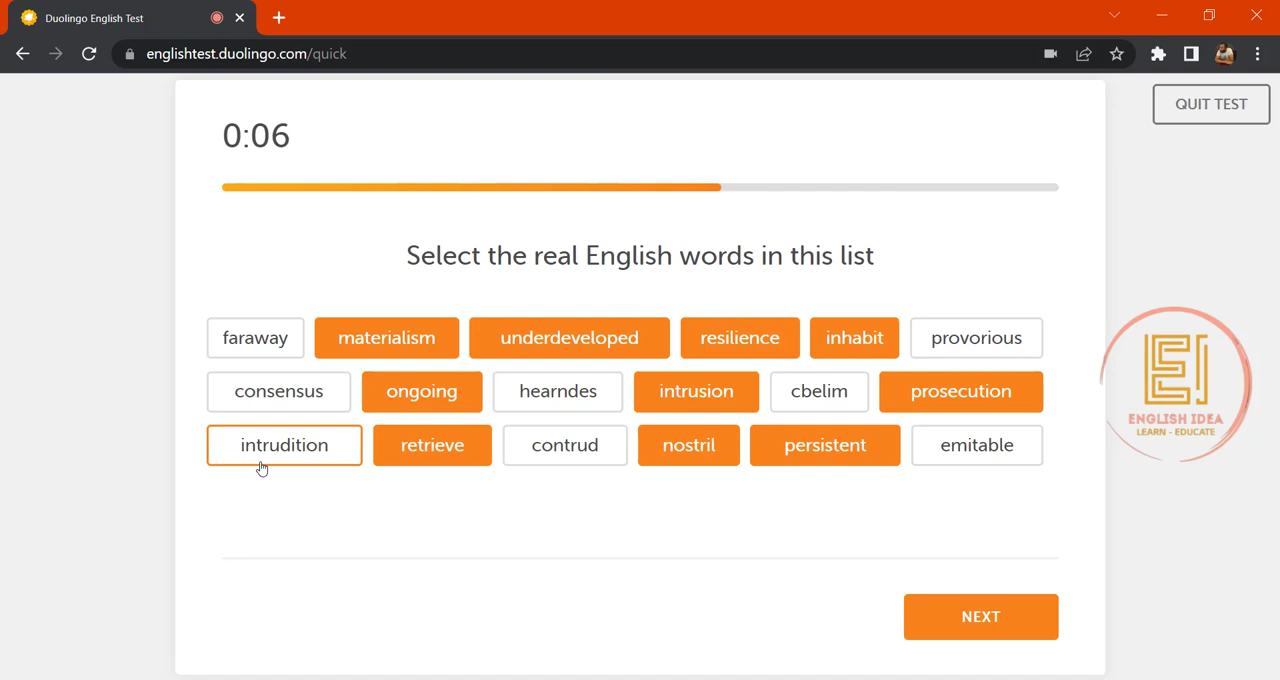 Duolingo English Test
englishtest.duolingo.com/quick
QUIT TEST
0:06
Select the real English words in this list
faraway materialism underdeveloped resilience inhabit provorious
consensus ongoing hearndes intrusion cbelim prosecution
intrudition retrieve contrud nostril persistent emitable
NEXT
ENGLISH IDEA
LEARN - EDUCATE